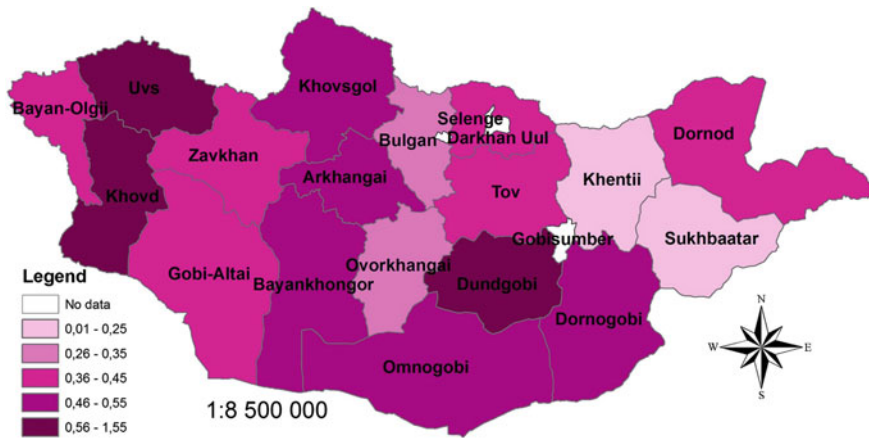 Uvs
Khovsgol
Bayan-Olgii
Selenge
Bulgan
Darkhan Uul
Dornod
Zavkhan
Arkhangai
Khentii
Khovd
Tov
Gobisumber
Sukhbaatar
Ovorkhangai
Gobi-Altai
Bayankhongor
Dundgobi
Dornogobi
Omnogobi
Legend
No data
0,01 - 0,25
0,26 - 0,35
0,36 - 0,45
0,46 - 0,55
0,56 - 1,55
1:8 500 000
N
W E
S